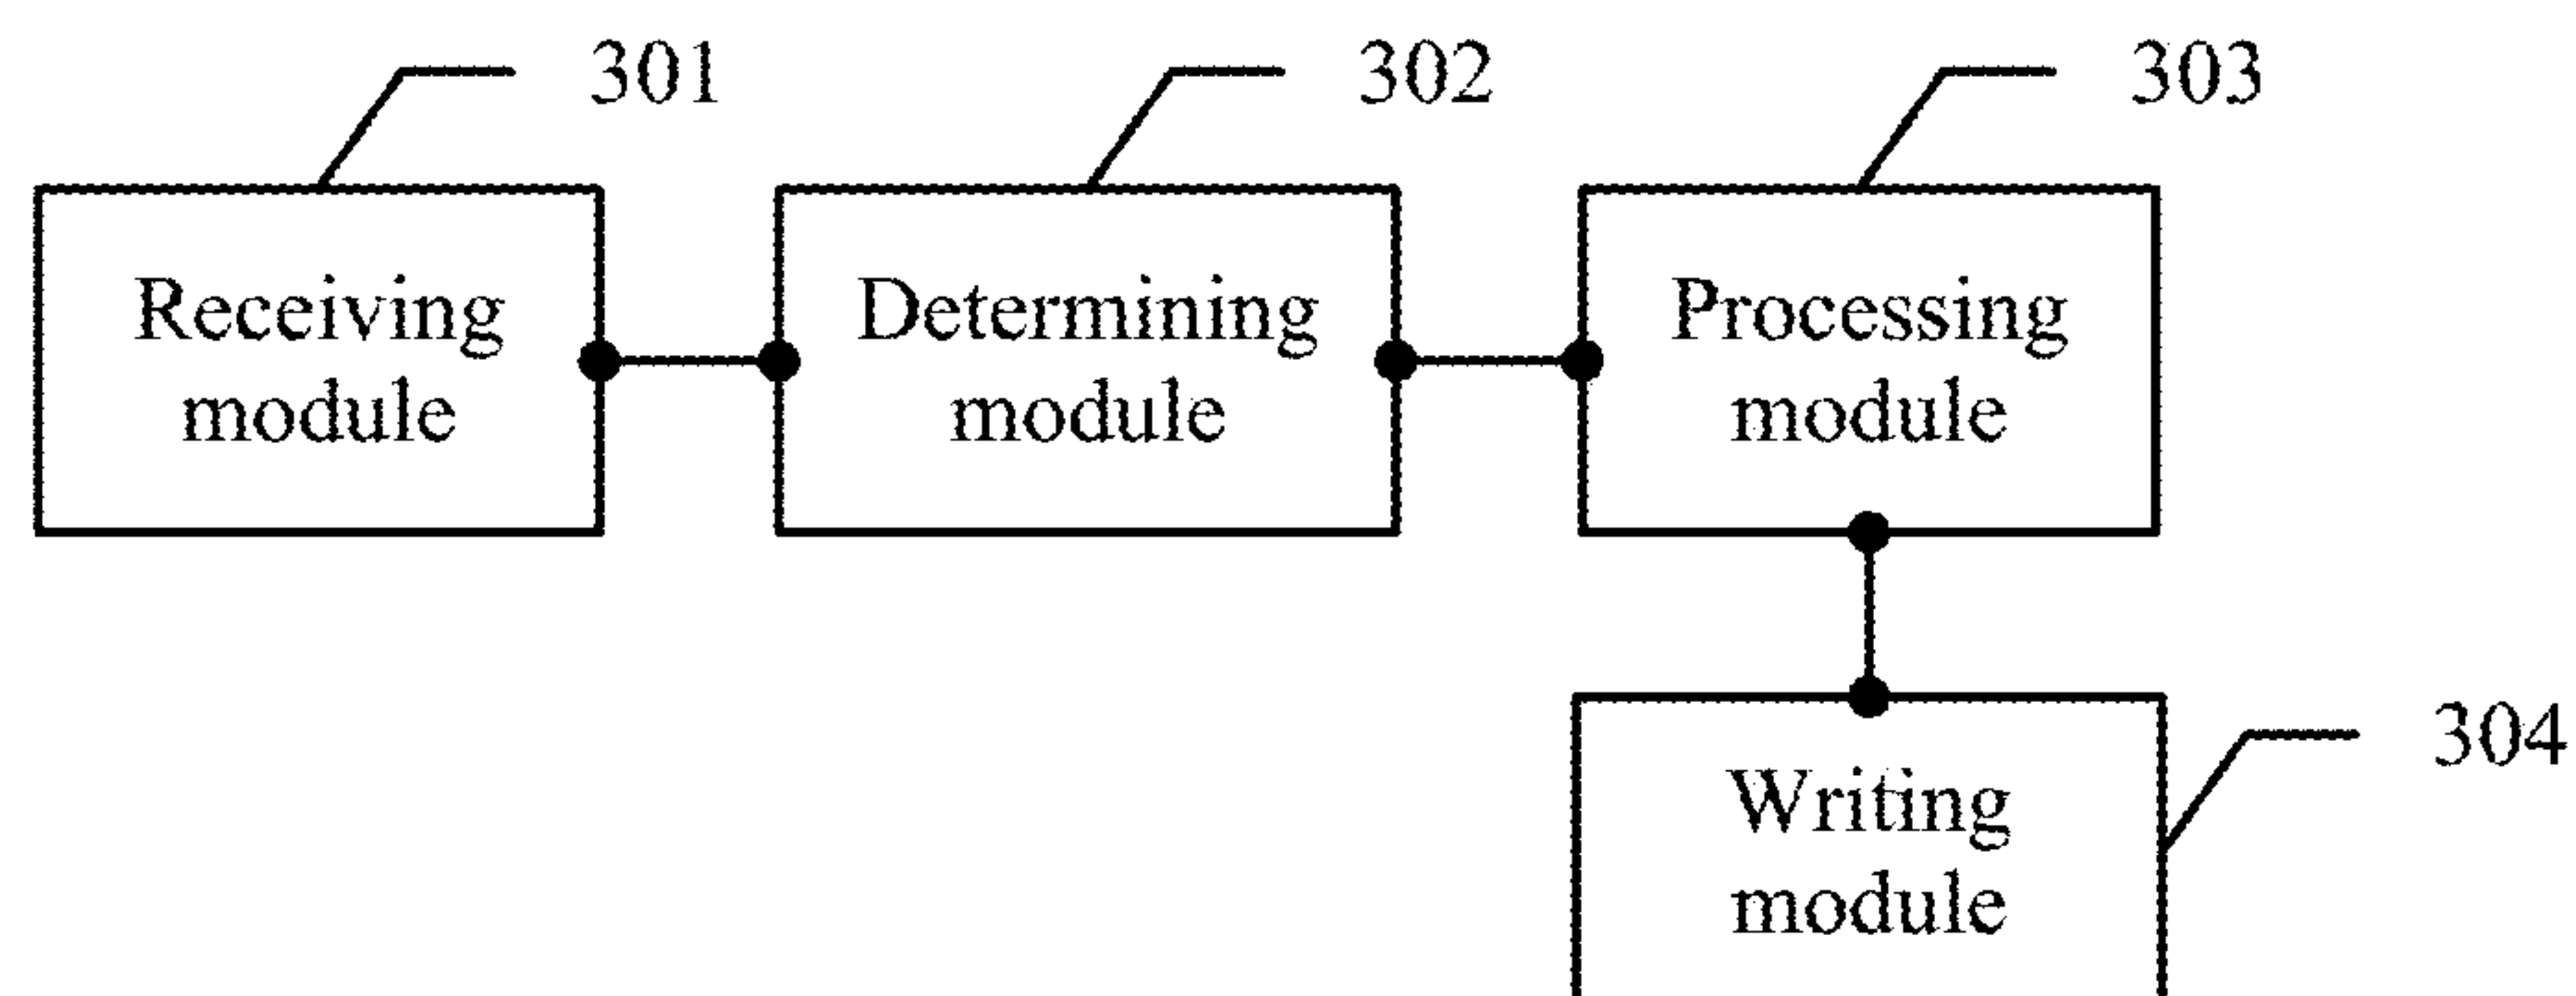 301
302
303
Receiving
module
Determining
module
Processing
module
304
Writing
module